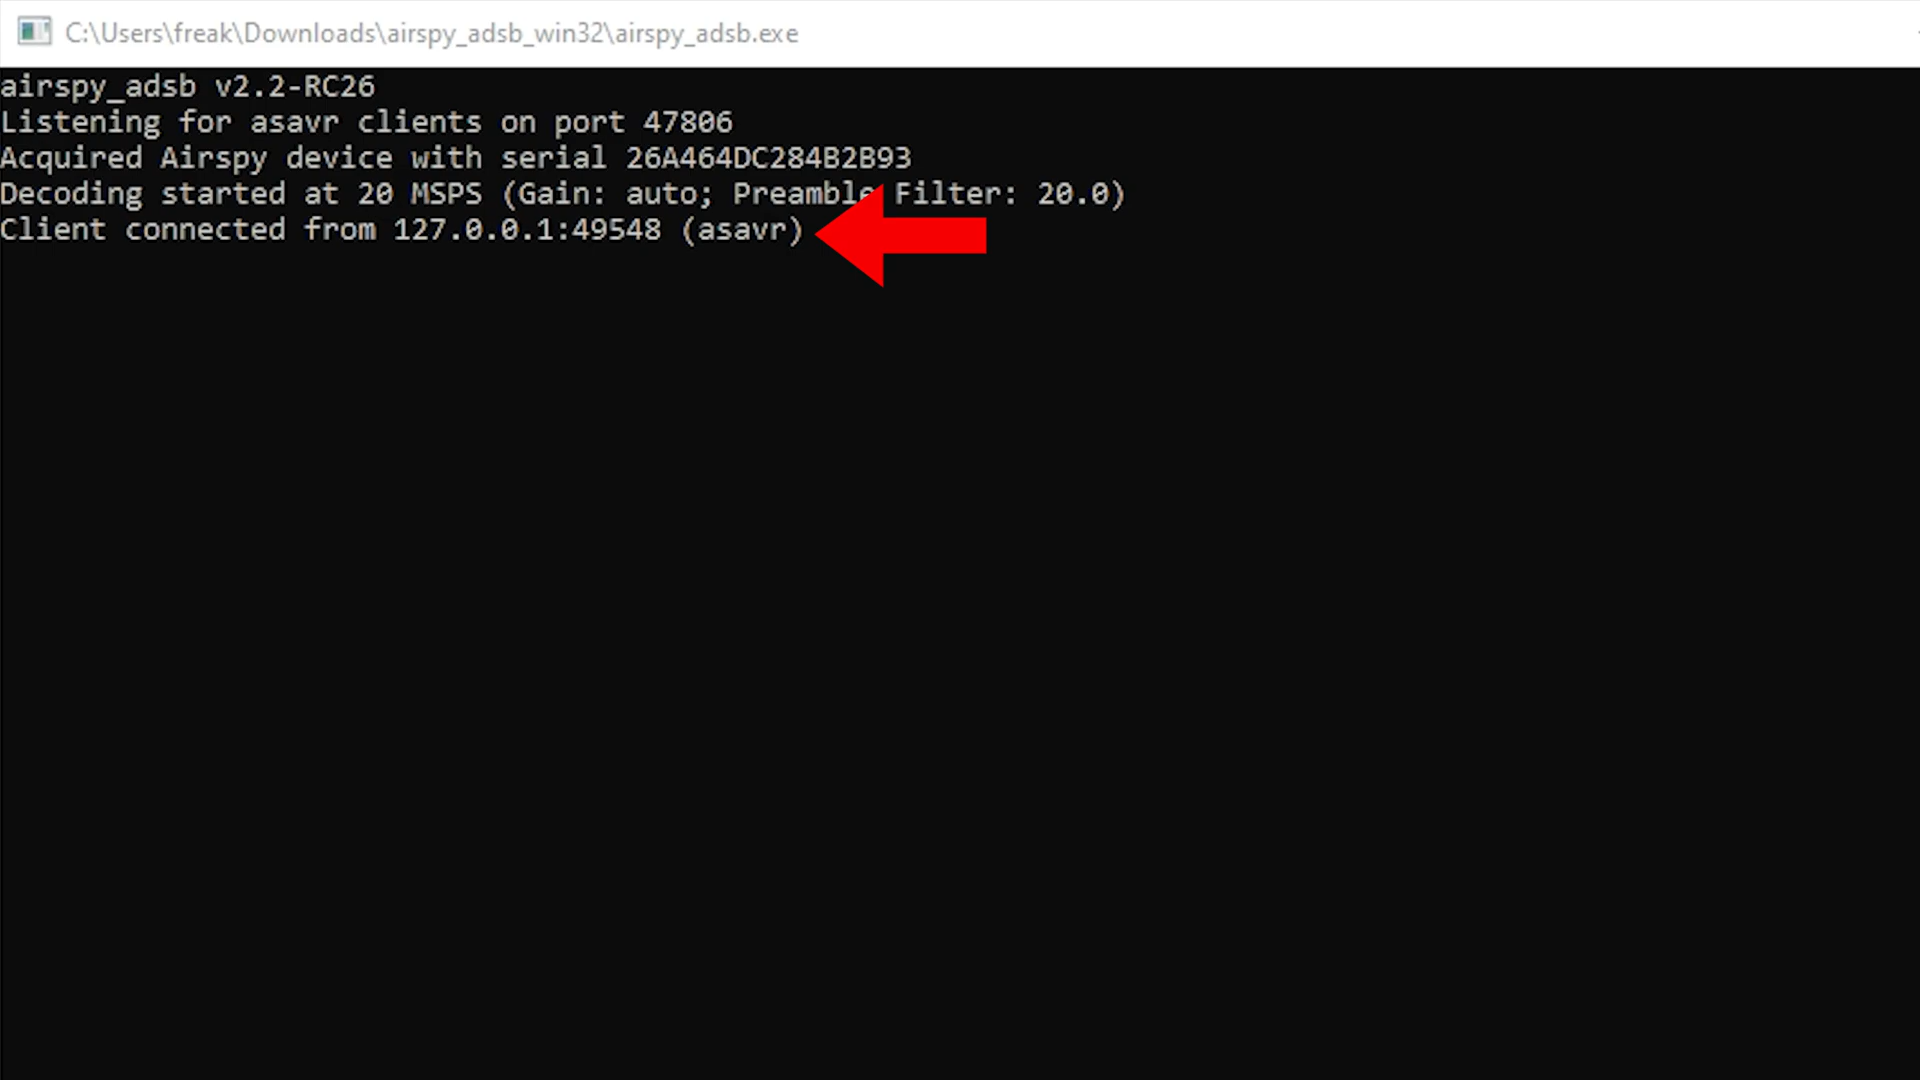 C:\Users\freak\Downloads\airspy_adsb_win32\airspy_adsb.exe
airspy_adsb v2.2-RC26
Listening for asavr clients on port 47806
Acquired Airspy device with serial 26A464DC284B2B93
Decoding started at 20 MSPS (Gain: auto; Preamble Filter: 20.0)
Client connected from 127.0.0.1:49548 (asavr)